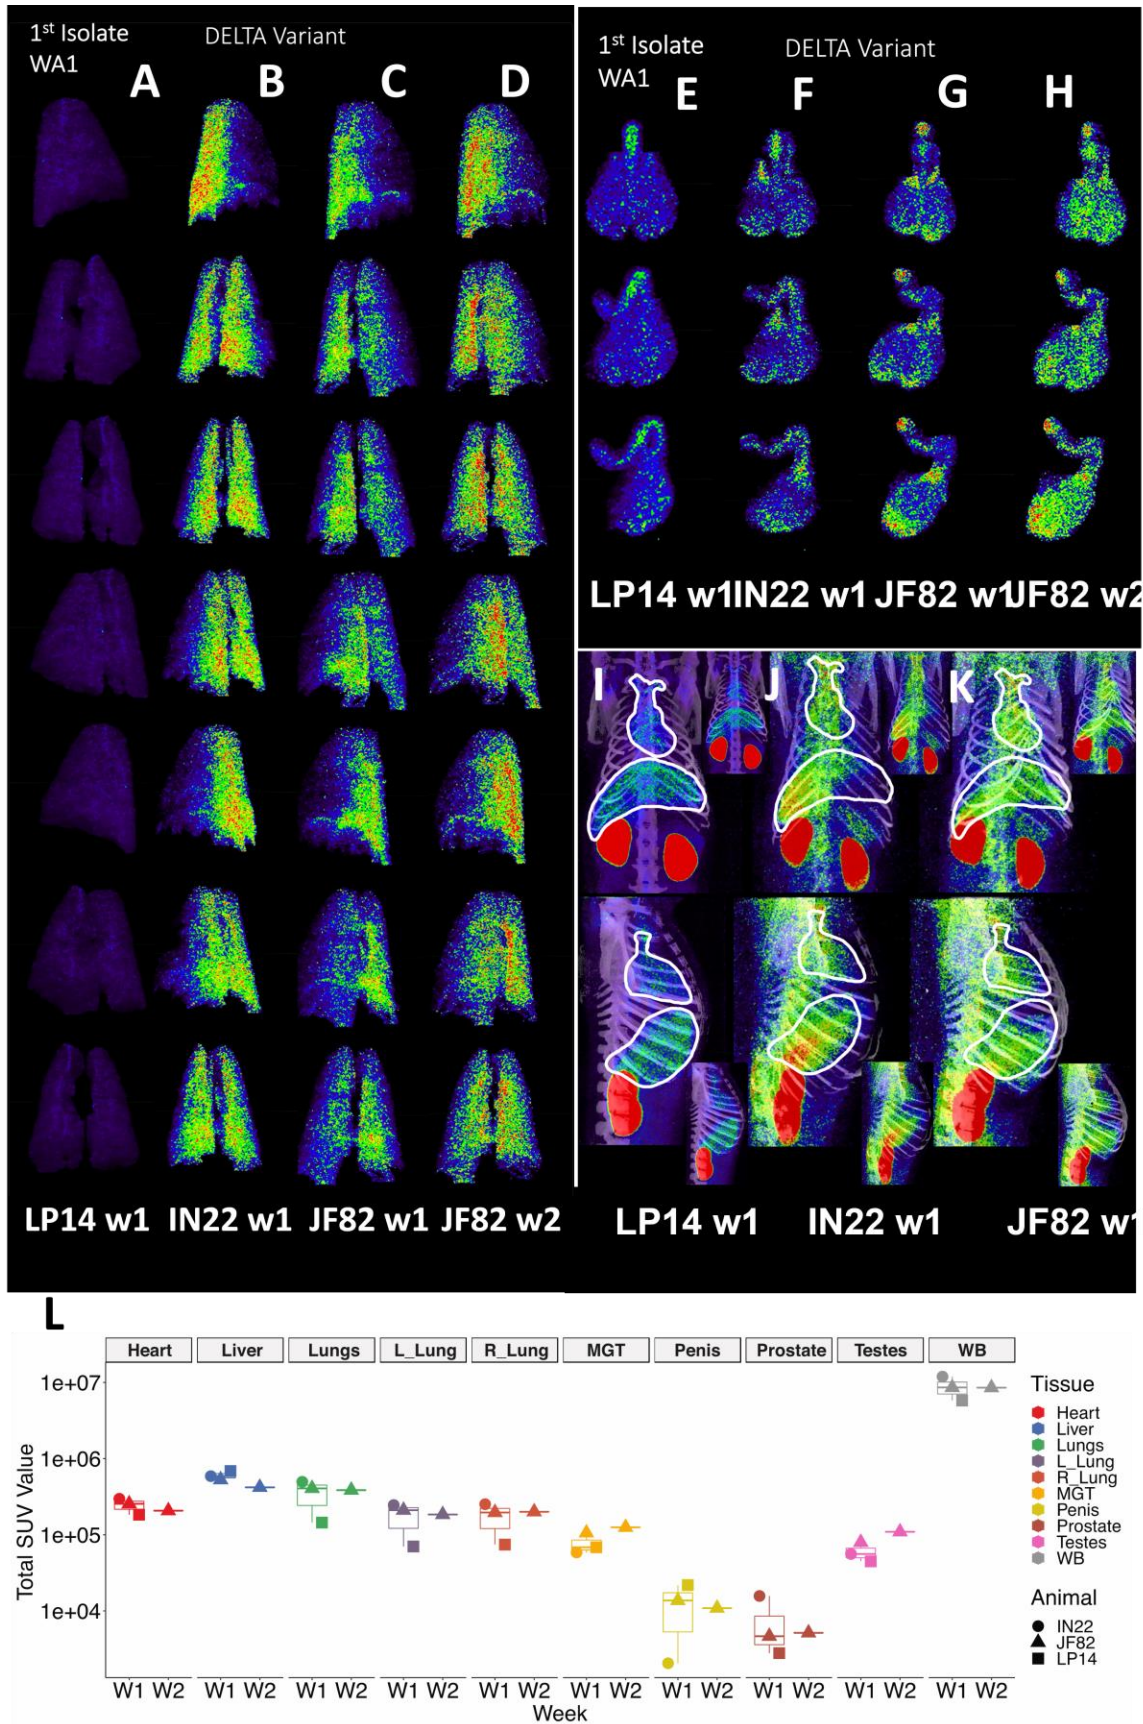 1st Isolate
WA1
DELTA Variant
A
B
C
D
LP14 w1 IN22 w1 JF82 w1 JF82 w2
1st Isolate
WA1
DELTA Variant
E
F
G
H
LP14 w1 IN22 w1 JF82 w1 JF82 w2
I
J
K
LP14 w1 IN22 w1 JF82 w1
L
Heart Liver Lungs L_Lung R_Lung MGT Penis Prostate Testes WB
Total SUV Value
1e+07
1e+06
1e+05
1e+04
W1 W2 W1 W2 W1 W2 W1 W2 W1 W2 W1 W2 W1 W2 W1 W2 W1 W2 W1 W2
Week
Tissue
Heart
Liver
Lungs
L_Lung
R_Lung
MGT
Penis
Prostate
Testes
WB
Animal
IN22
JF82
LP14